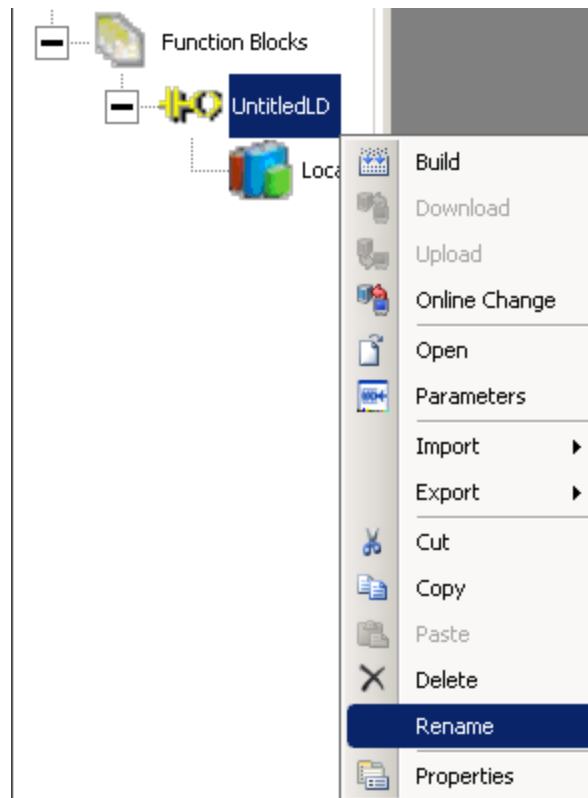 Function Blocks
UntitledLD
Loca
Build
Download
Upload
Online Change
Open
Parameters
Import
Export
Cut
Copy
Paste
Delete
Rename
Properties